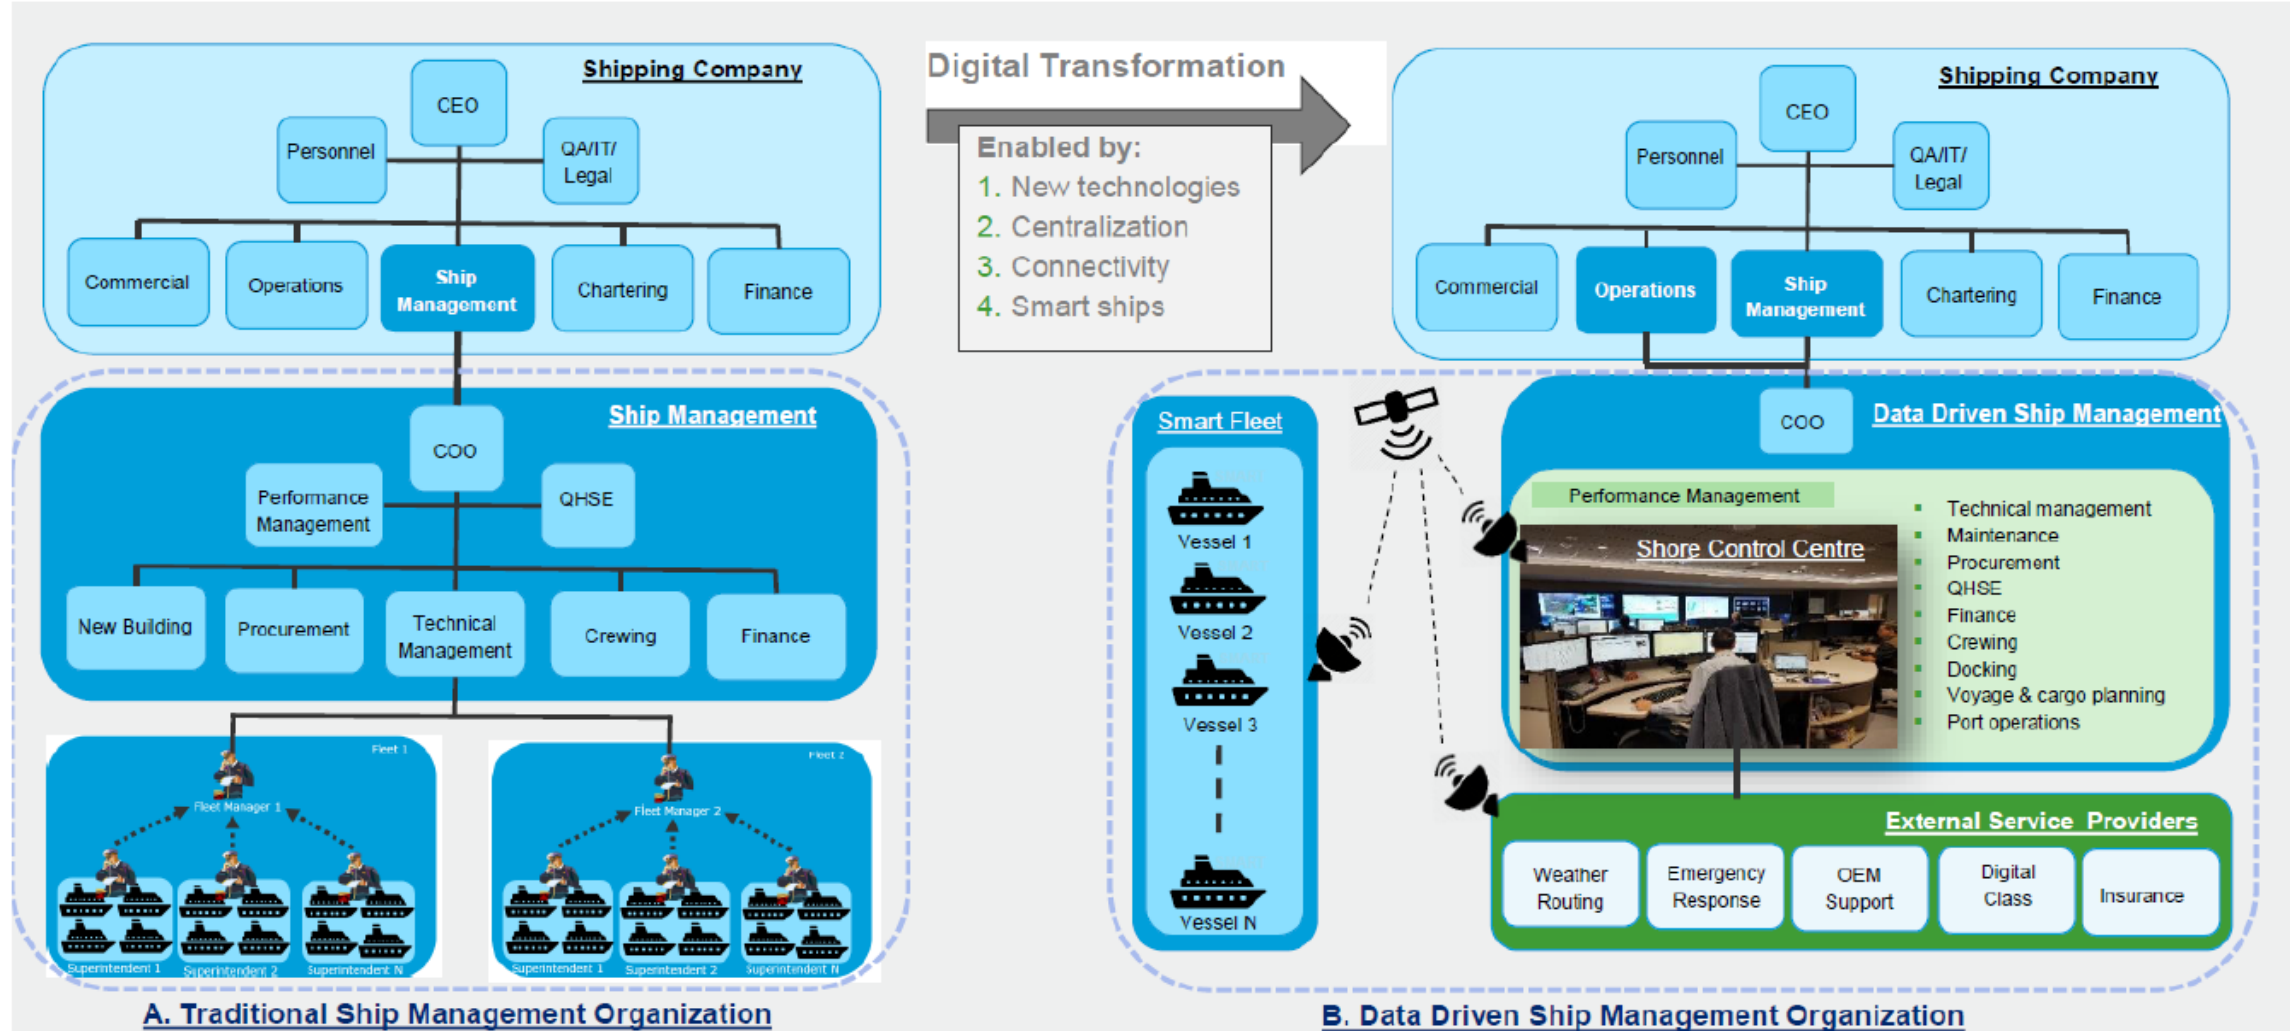 Shipping Company
CEO
Personnel
QA/IT/
Legal
Commercial
Operations
Ship
Management
Chartering
Finance
Ship Management
COO
Performance
Management
QHSE
New Building
Procurement
Technical
Management
Crewing
Finance
Fleet 1
Fleet Manager 1
Superintendent 1
Superintendent 2
Superintendent N
Fleet 2
Fleet Manager 2
Superintendent 1
Superintendent 2
Superintendent N
A. Traditional Ship Management Organization
Digital Transformation
Enabled by:
1. New technologies
2. Centralization
3. Connectivity
4. Smart ships
Shipping Company
CEO
Personnel
QA/IT/
Legal
Commercial
Operations
Ship
Management
Chartering
Finance
Smart Fleet
Vessel 1
Vessel 2
Vessel 3
Vessel N
COO
Data Driven Ship Management
Performance Management
Shore Control Centre
Technical management
Maintenance
Procurement
QHSE
Finance
Crewing
Docking
Voyage & cargo planning
Port operations
External Service Providers
Weather
Routing
Emergency
Response
OEM
Support
Digital
Class
Insurance
B. Data Driven Ship Management Organization